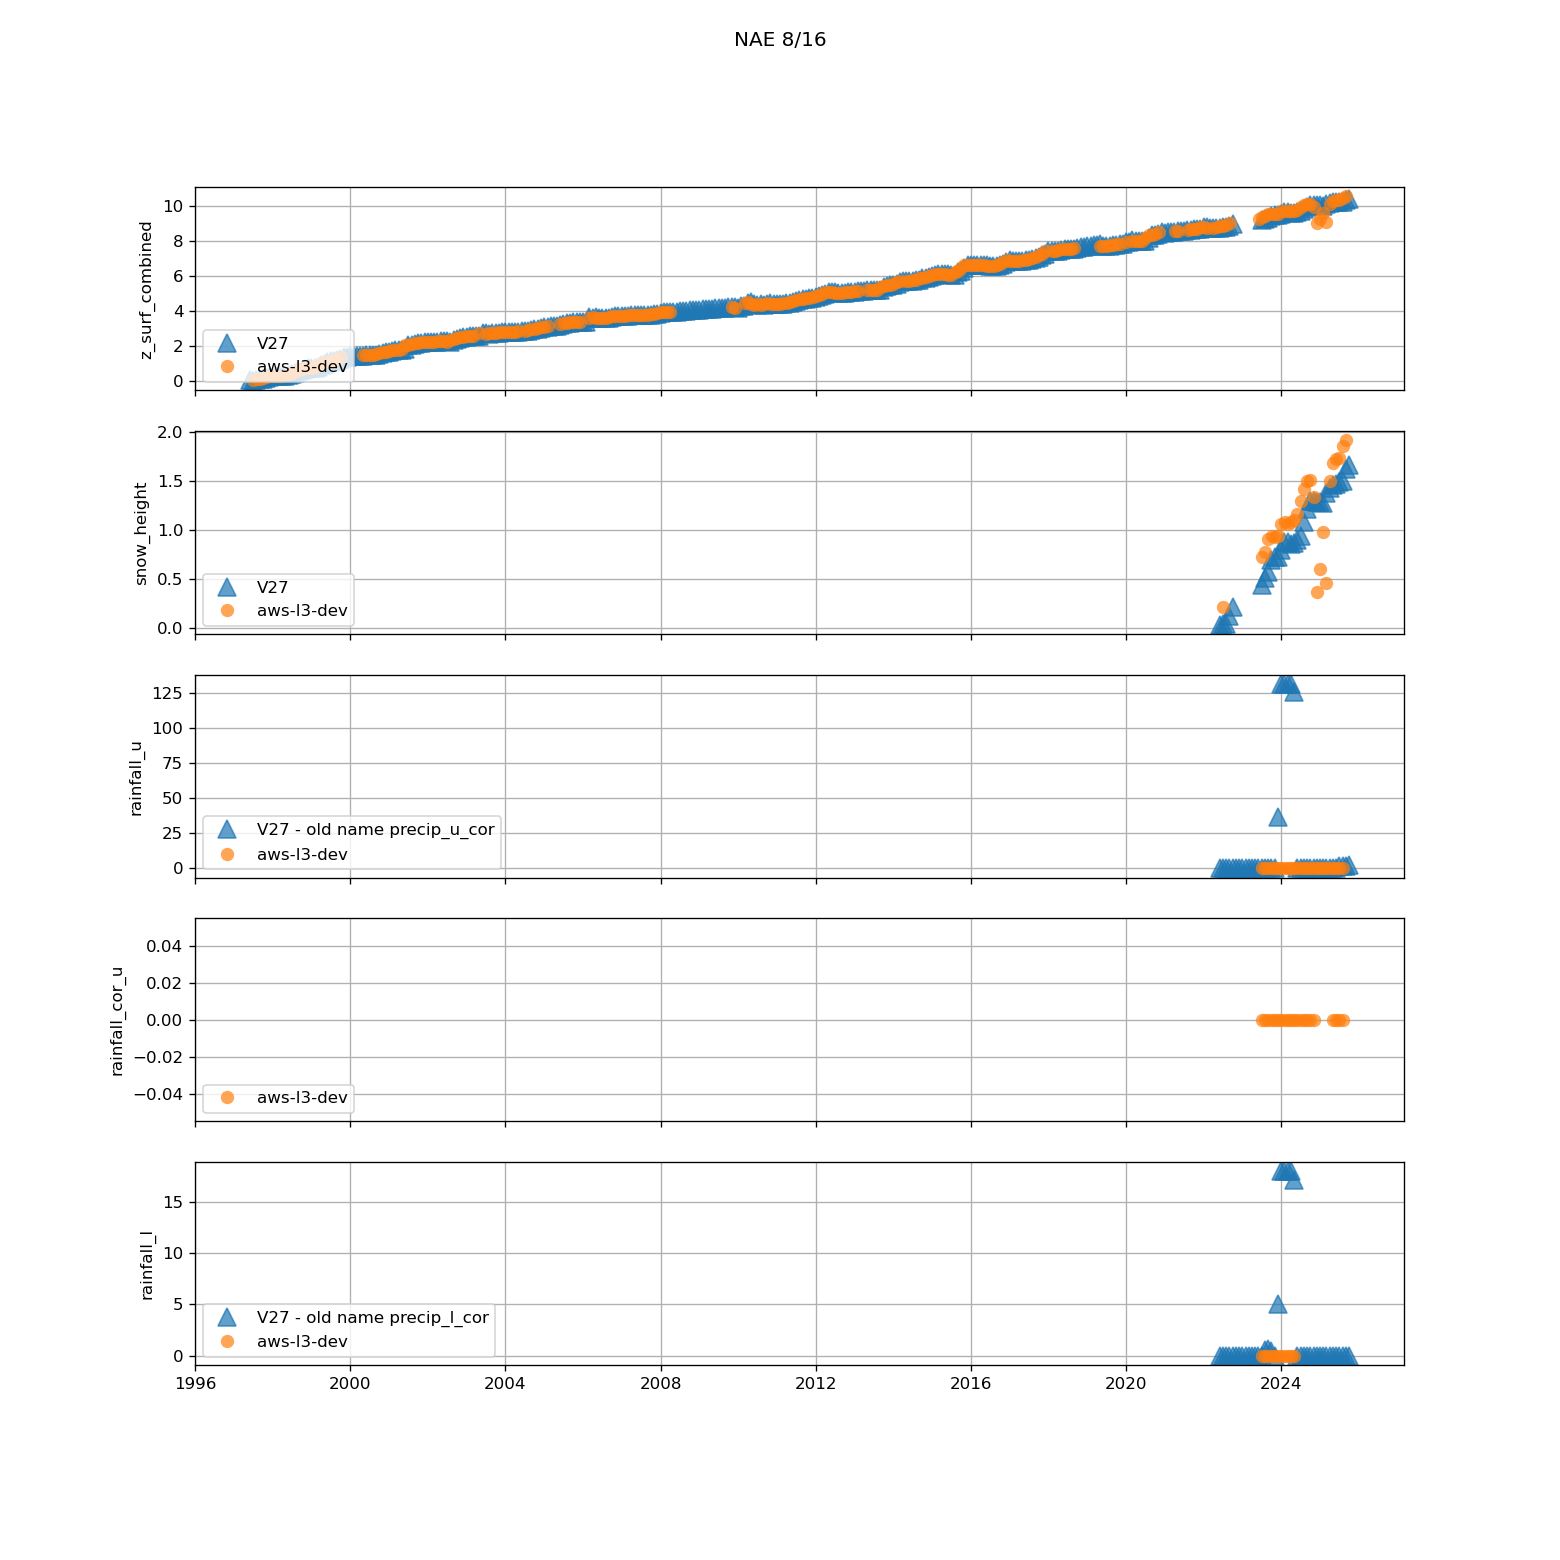 NAE 8/16
z_surf_combined
10
8
6
4
2
0
V27
aws-l3-dev
snow_height
2.0
1.5
1.0
0.5
0.0
V27
aws-l3-dev
rainfall_u
125
100
75
50
25
0
V27 - old name precip_u_cor
aws-l3-dev
rainfall_cor_u
0.04
0.02
0.00
−0.02
−0.04
aws-l3-dev
rainfall_l
15
10
5
0
V27 - old name precip_l_cor
aws-l3-dev
1996 2000 2004 2008 2012 2016 2020 2024